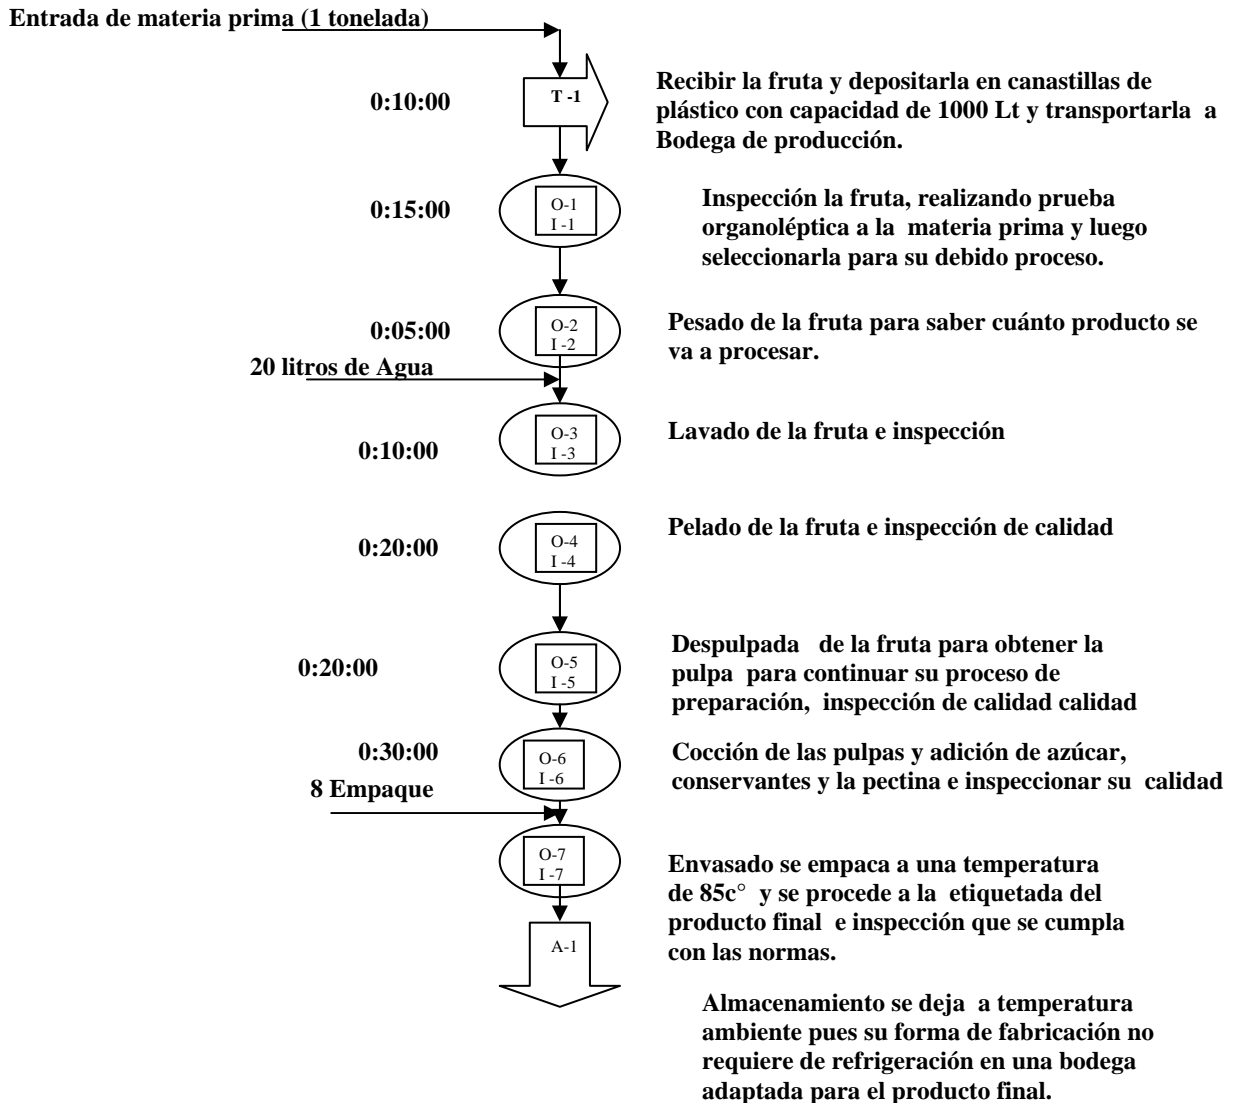 Entrada de materia prima (1 tonelada)
0:10:00
T -1
Recibir la fruta y depositarla en canastillas de
plástico con capacidad de 1000 Lt y transportarla a
Bodega de producción.
0:15:00
O-1
I -1
Inspección la fruta, realizando prueba
organoléptica a la materia prima y luego
seleccionarla para su debido proceso.
0:05:00
O-2
I -2
Pesado de la fruta para saber cuánto producto se
va a procesar.
20 litros de Agua
0:10:00
O-3
I -3
Lavado de la fruta e inspección
0:20:00
O-4
I -4
Pelado de la fruta e inspección de calidad
0:20:00
O-5
I -5
Despulpada de la fruta para obtener la
pulpa para continuar su proceso de
preparación, inspección de calidad calidad
0:30:00
O-6
I -6
Cocción de las pulpas y adición de azúcar,
conservantes y la pectina e inspeccionar su calidad
8 Empaque
O-7
I -7
Envasado se empaca a una temperatura
de 85c° y se procede a la etiquetada del
producto final e inspección que se cumpla
con las normas.
A-1
Almacenamiento se deja a temperatura
ambiente pues su forma de fabricación no
requiere de refrigeración en una bodega
adaptada para el producto final.